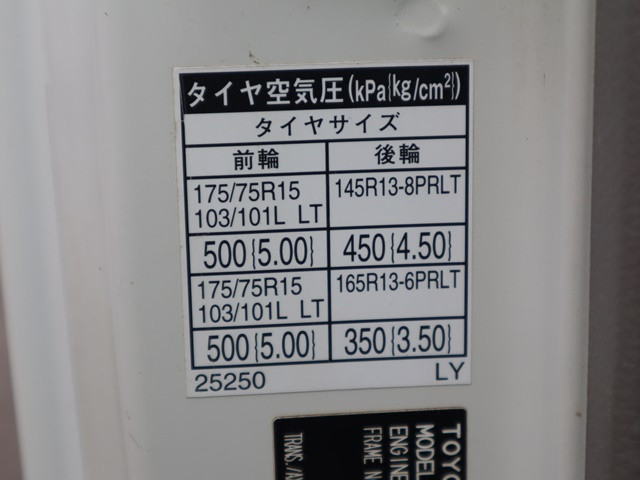 タイヤ空気圧(kPa{kg/cm²})
タイヤサイズ
前輪 後輪
175/75R15 145R13-8PRLT
103/101L LT
500{5.00} 450{4.50}
175/75R15 165R13-6PRLT
103/101L LT
500{5.00} 350{3.50}
25250 LY
TOYO
MODEL
ENGINE
FRAME N
TRANS./A